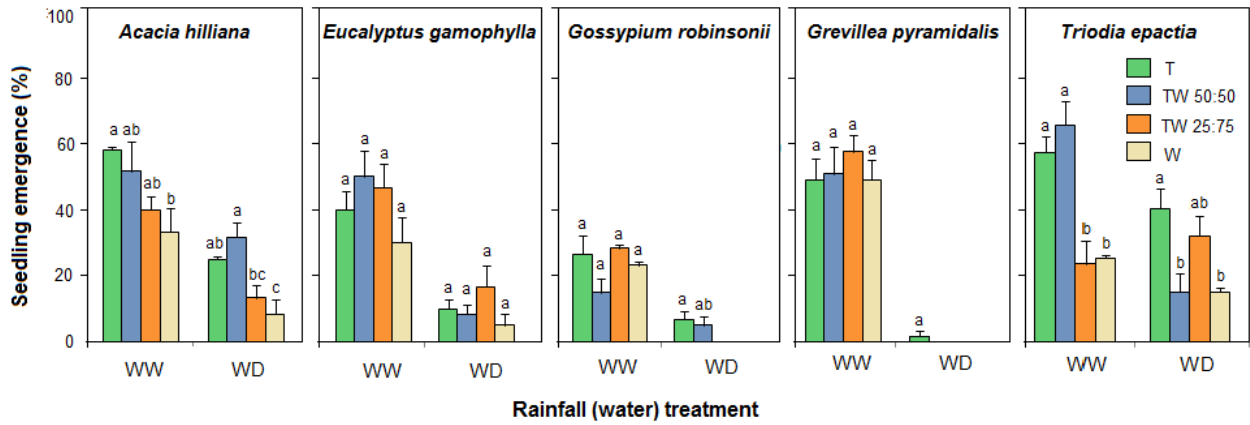 Seedling emergence (%)
100
80
60
40
20
0
Acacia hilliana
a ab ab b
ab a bc c
WW WD
Eucalyptus gamophylla
a a a a
a a a a
WW WD
Gossypium robinsonii
a a a a
a ab
WW WD
Grevillea pyramidalis
a a a a
a
WW WD
Triodia epactia
T
TW 50:50
TW 25:75
W
a a b b
a b ab b
WW WD
Rainfall (water) treatment